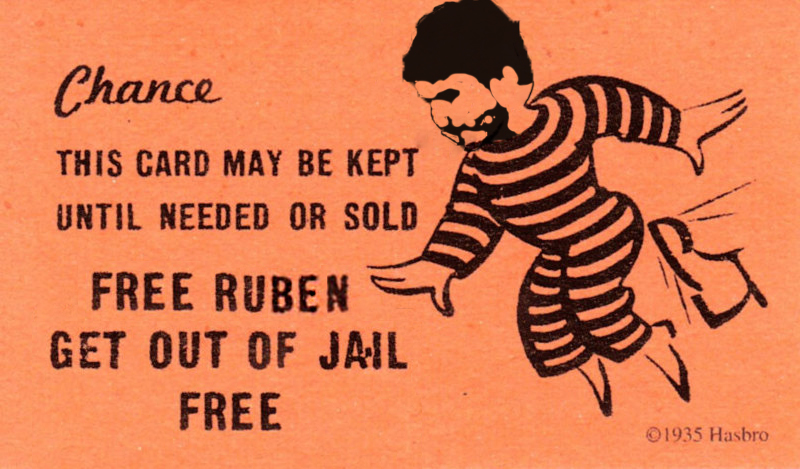 Chance
THIS CARD MAY BE KEPT
UNTIL NEEDED OR SOLD
FREE RUBEN
GET OUT OF JAIL
FREE
©1935 Hasbro